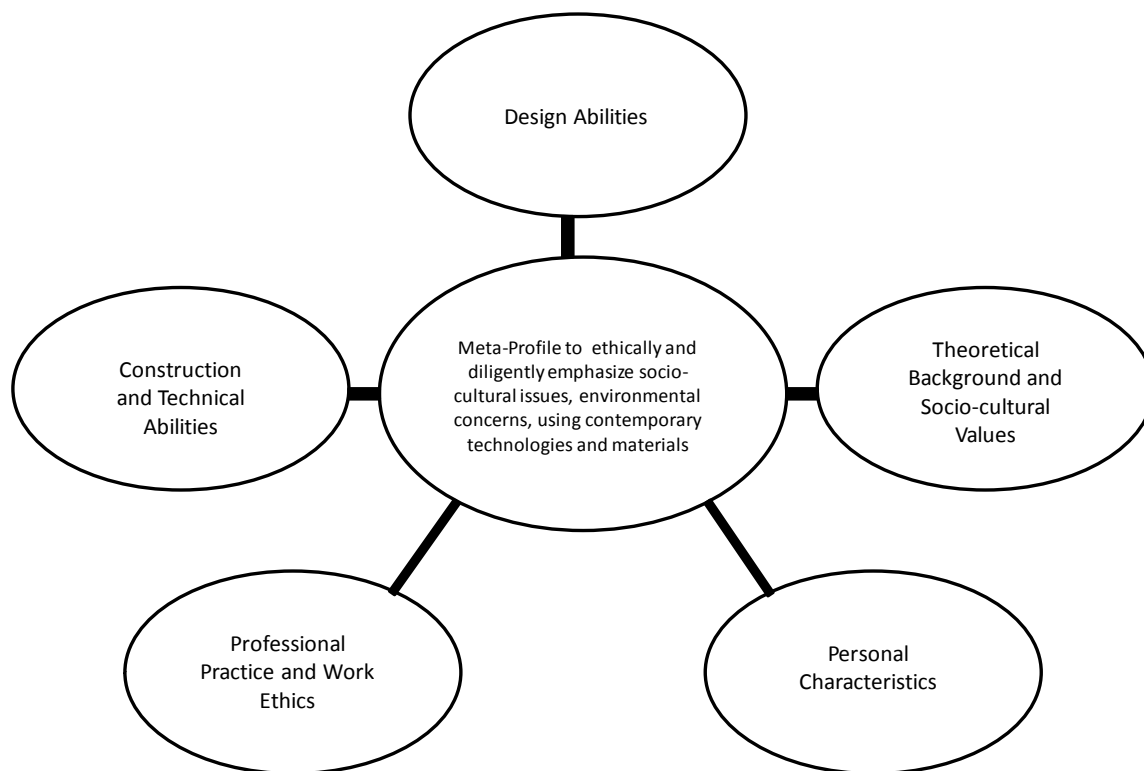 Design Abilities
Construction
and Technical
Abilities
Meta-Profile to ethically and
diligently emphasize socio-
cultural issues, environmental
concerns, using contemporary
technologies and materials
Theoretical
Background and
Socio-cultural
Values
Professional
Practice and Work
Ethics
Personal
Characteristics